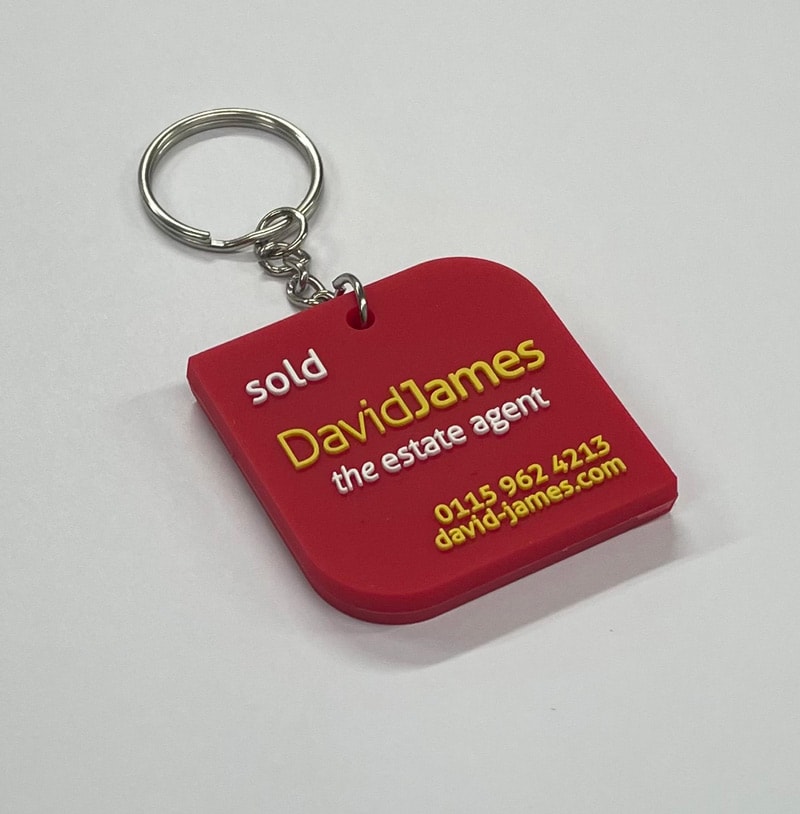 sold
DavidJames
the estate agent
0115 962 4213
david-james.com